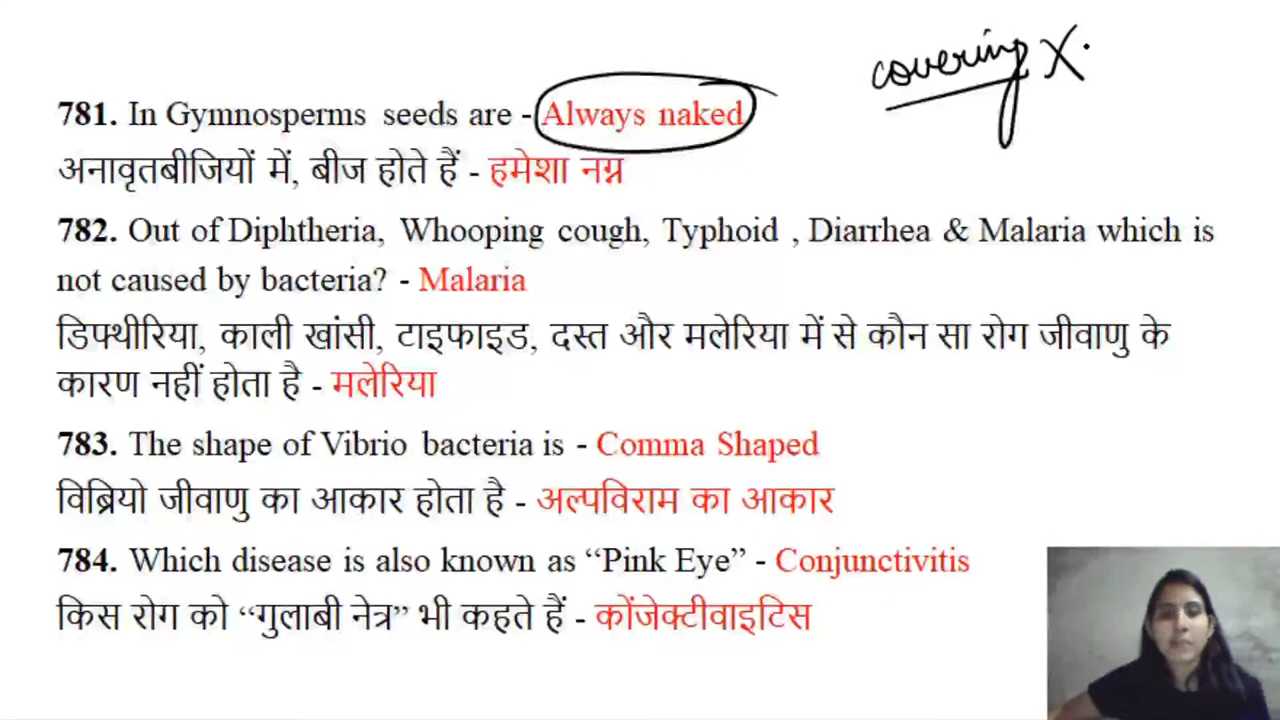 covering X.
781. In Gymnosperms seeds are - Always naked
अनावृतबीजियों में, बीज होते हैं - हमेशा नग्न
782. Out of Diphtheria, Whooping cough, Typhoid , Diarrhea & Malaria which is
not caused by bacteria? - Malaria
डिफ्थीरिया, काली खांसी, टाइफाइड, दस्त और मलेरिया में से कौन सा रोग जीवाणु के
कारण नहीं होता है - मलेरिया
783. The shape of Vibrio bacteria is - Comma Shaped
विब्रियो जीवाणु का आकार होता है - अल्पविराम का आकार
784. Which disease is also known as “Pink Eye” - Conjunctivitis
किस रोग को “गुलाबी नेत्र” भी कहते हैं - कोंजेक्टीवाइटिस